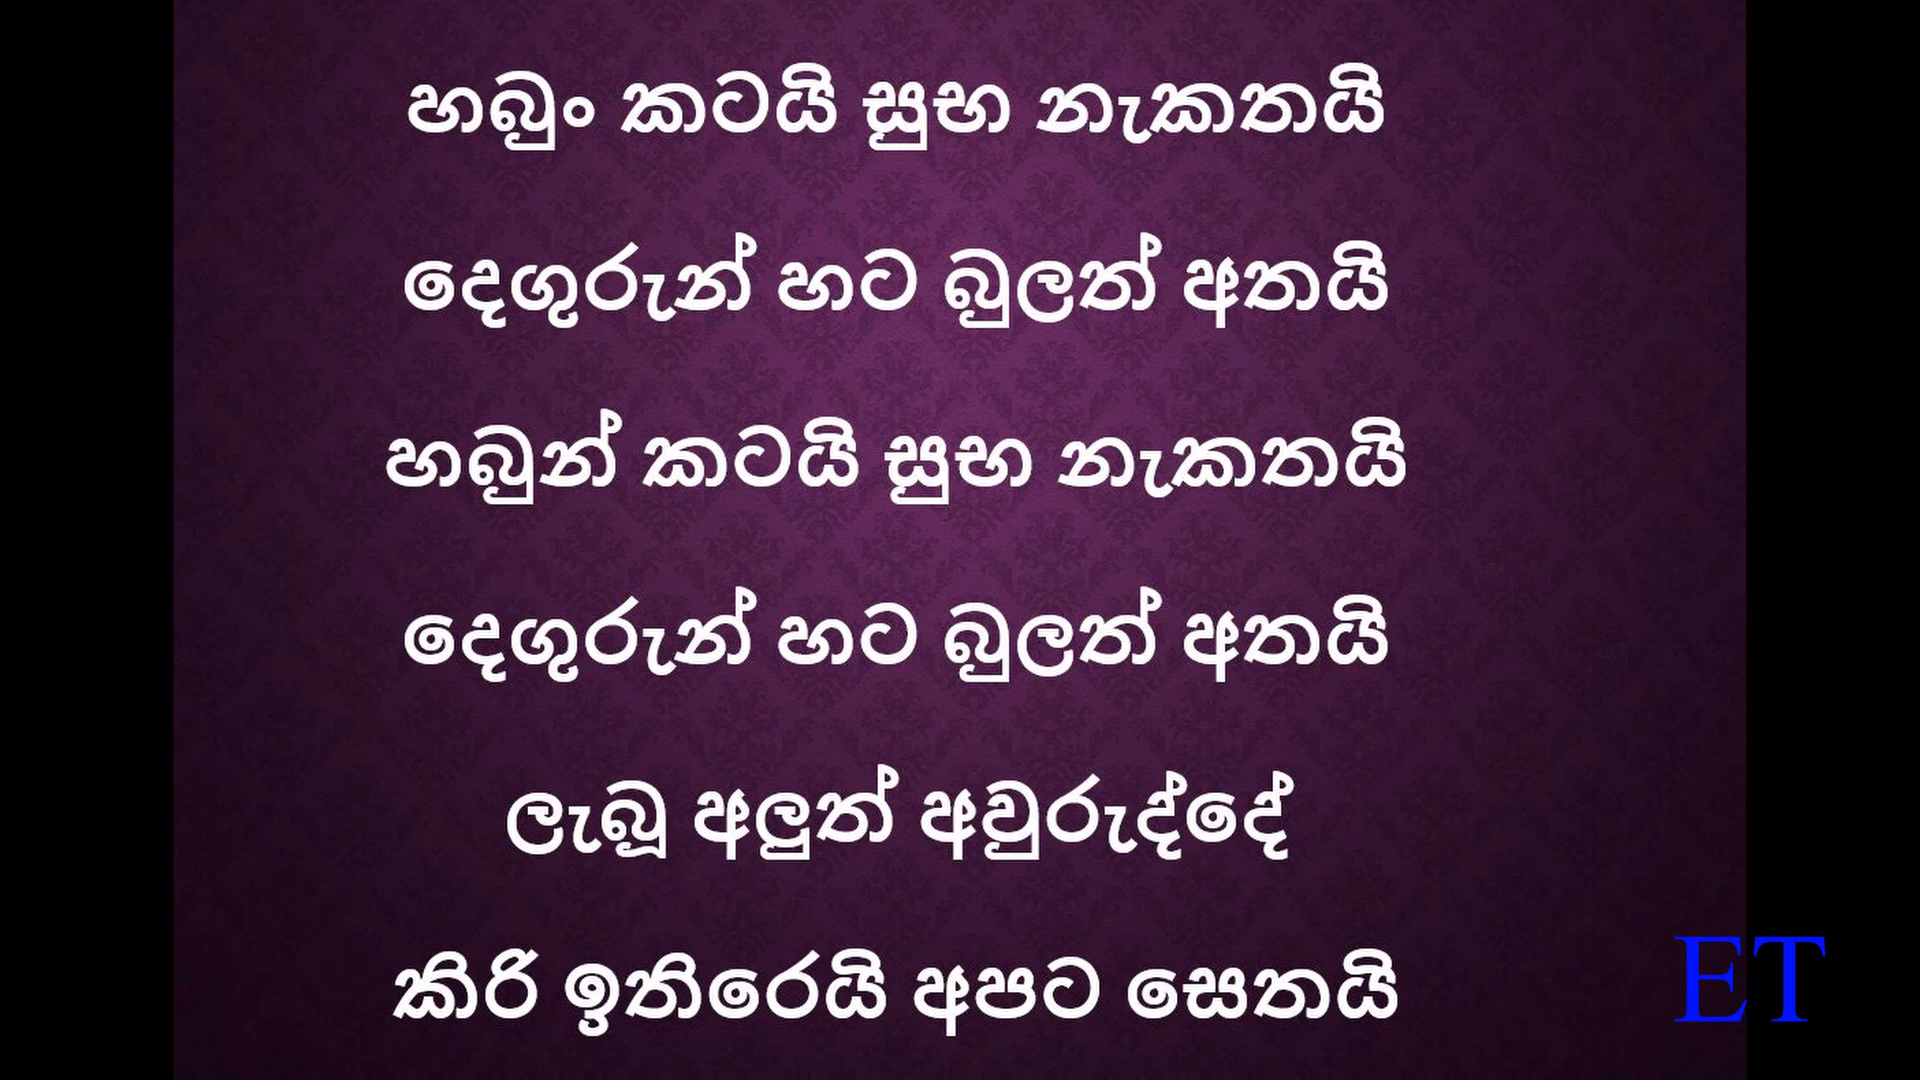 හබුං කටයි සුභ නැකතයි
දෙගුරුන් හට බුලත් අතයි
හබුන් කටයි සුභ නැකතයි
දෙගුරුන් හට බුලත් අතයි
ලැබූ අලුත් අවුරුද්දේ
කිරි ඉතිරෙයි අපට සෙතයි
ET